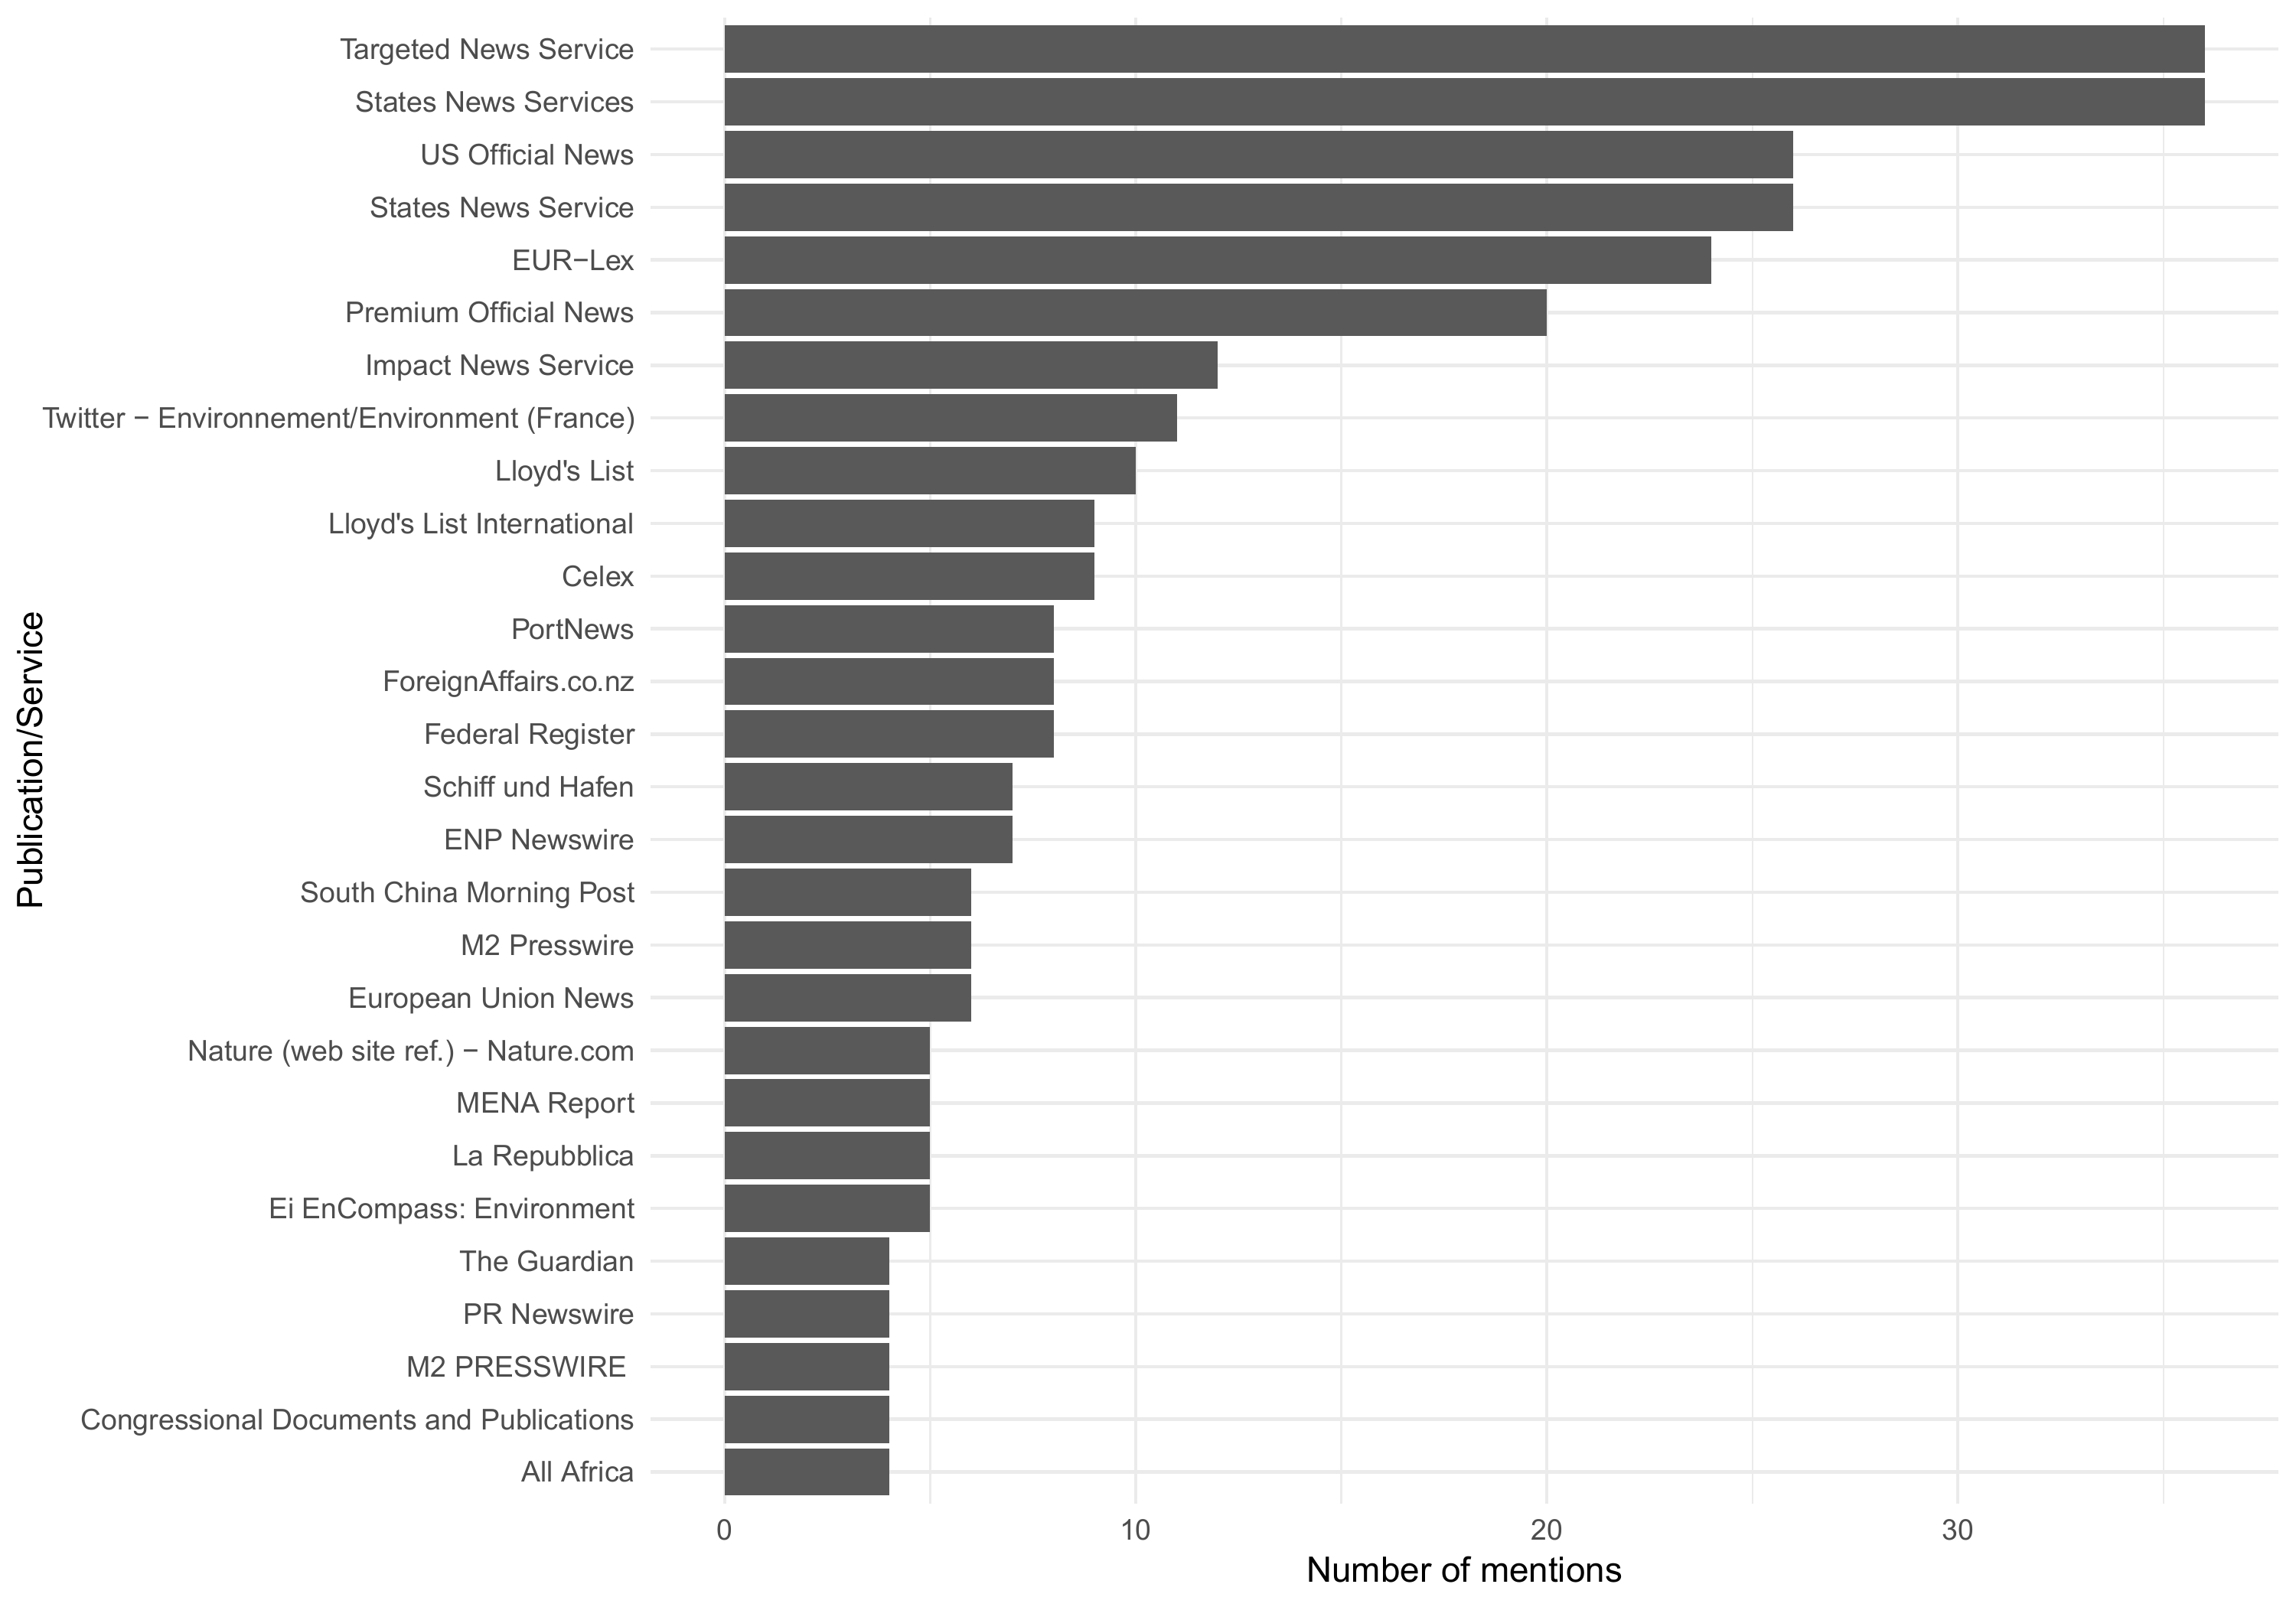 Targeted News Service
States News Services
US Official News
States News Service
EUR−Lex
Premium Official News
Impact News Service
Twitter − Environnement/Environment (France)
Lloyd's List
Lloyd's List International
Celex
PortNews
ForeignAffairs.co.nz
Federal Register
Schiff und Hafen
ENP Newswire
South China Morning Post
M2 Presswire
European Union News
Nature (web site ref.) − Nature.com
MENA Report
La Repubblica
Ei EnCompass: Environment
The Guardian
PR Newswire
M2 PRESSWIRE
Congressional Documents and Publications
All Africa
Publication/Service
0 10 20 30
Number of mentions